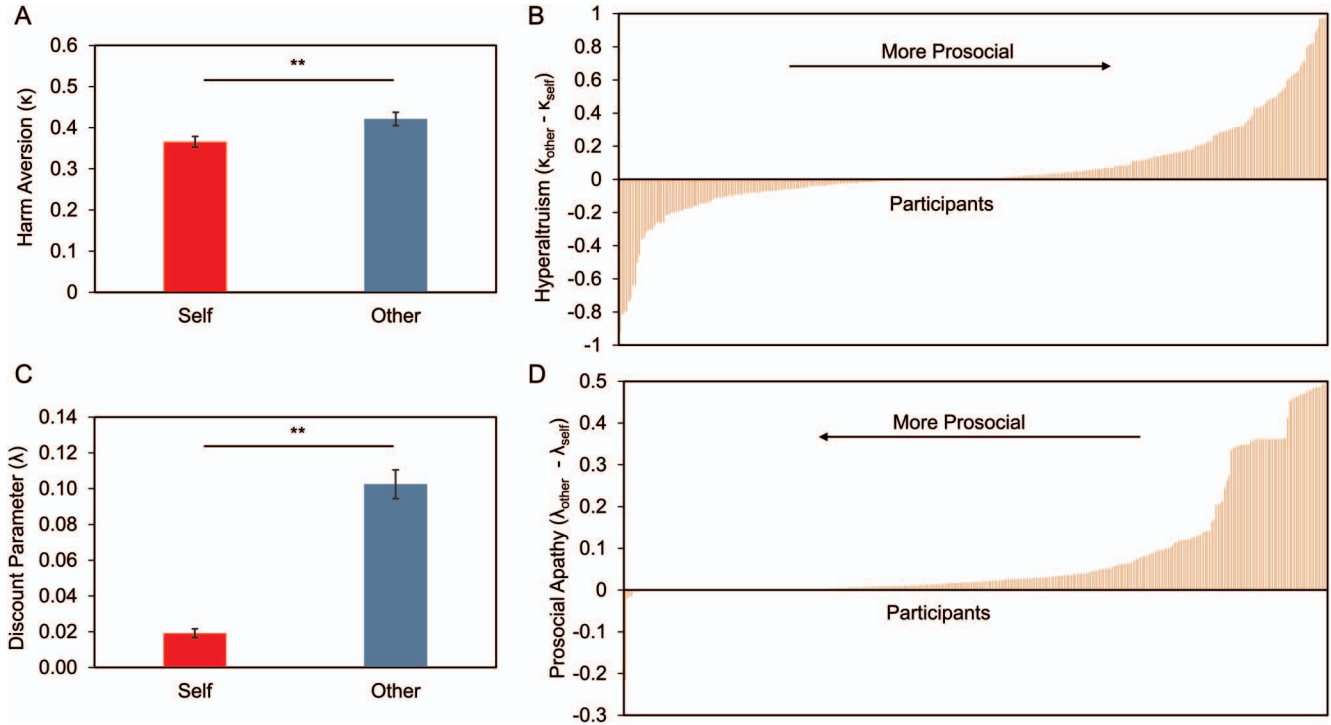 A
0.6
0.5
0.4
0.3
0.2
0.1
0
Harm Aversion (κ)
**
Self
Other
B
1
0.8
0.6
0.4
0.2
0
-0.2
-0.4
-0.6
-0.8
-1
Hyperaltruism (κother - κself)
More Prosocial
Participants
C
0.14
0.12
0.10
0.08
0.06
0.04
0.02
0.00
Discount Parameter (λ)
**
Self
Other
D
0.5
0.4
0.3
0.2
0.1
0
-0.1
-0.2
-0.3
Prosocial Apathy (λother - λself)
More Prosocial
Participants